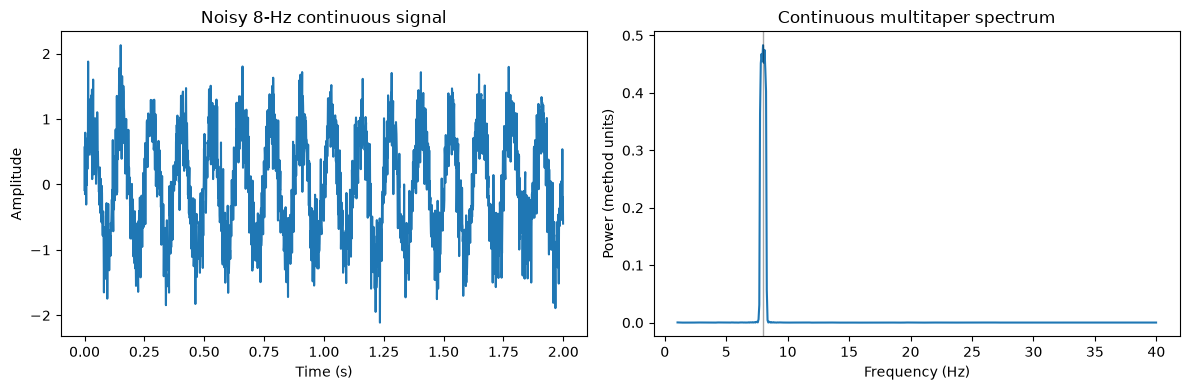 Noisy 8-Hz continuous signal
Amplitude
2
1
0
−1
−2
0.00 0.25 0.50 0.75 1.00 1.25 1.50 1.75 2.00
Time (s)
Continuous multitaper spectrum
Power (method units)
0.5
0.4
0.3
0.2
0.1
0.0
0 5 10 15 20 25 30 35 40
Frequency (Hz)